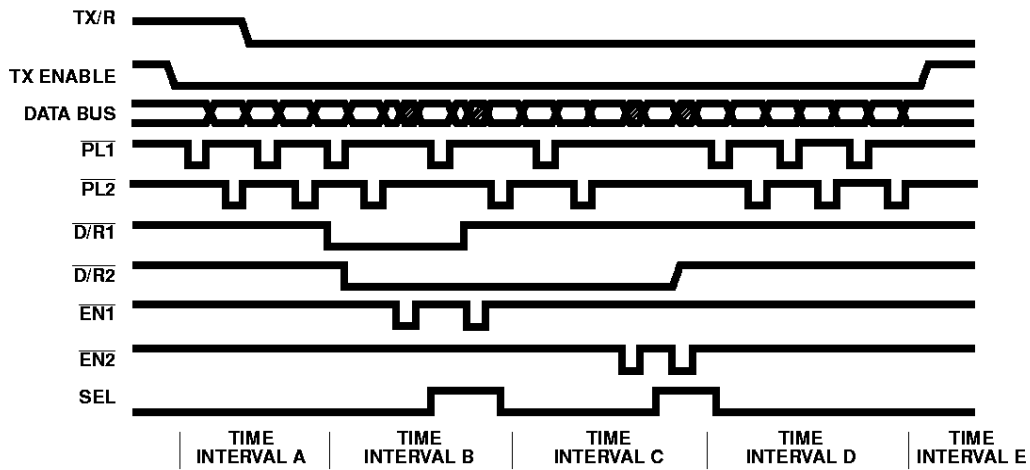 TX/R
TX ENABLE
DATA BUS
PL1
PL2
D/R1
D/R2
EN1
EN2
SEL
TIME
INTERVAL A
TIME
INTERVAL B
TIME
INTERVAL C
TIME
INTERVAL D
TIME
INTERVAL E